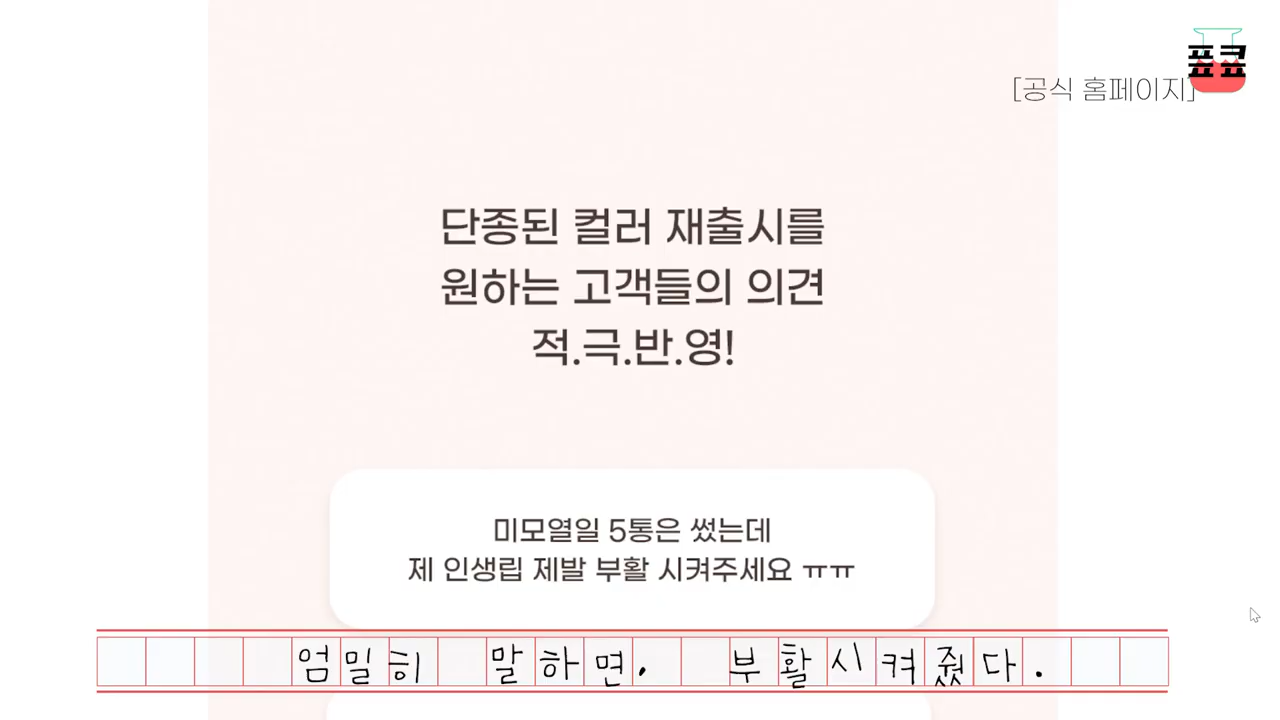 푶쿂
[공식 홈페이지]
단종된 컬러 재출시를
원하는 고객들의 의견
적.극.반.영!
미모열일 5통은 썼는데
제 인생립 제발 부활 시켜주세요 ㅠㅠ
엄밀히 말하면. 부활시켜줬다.